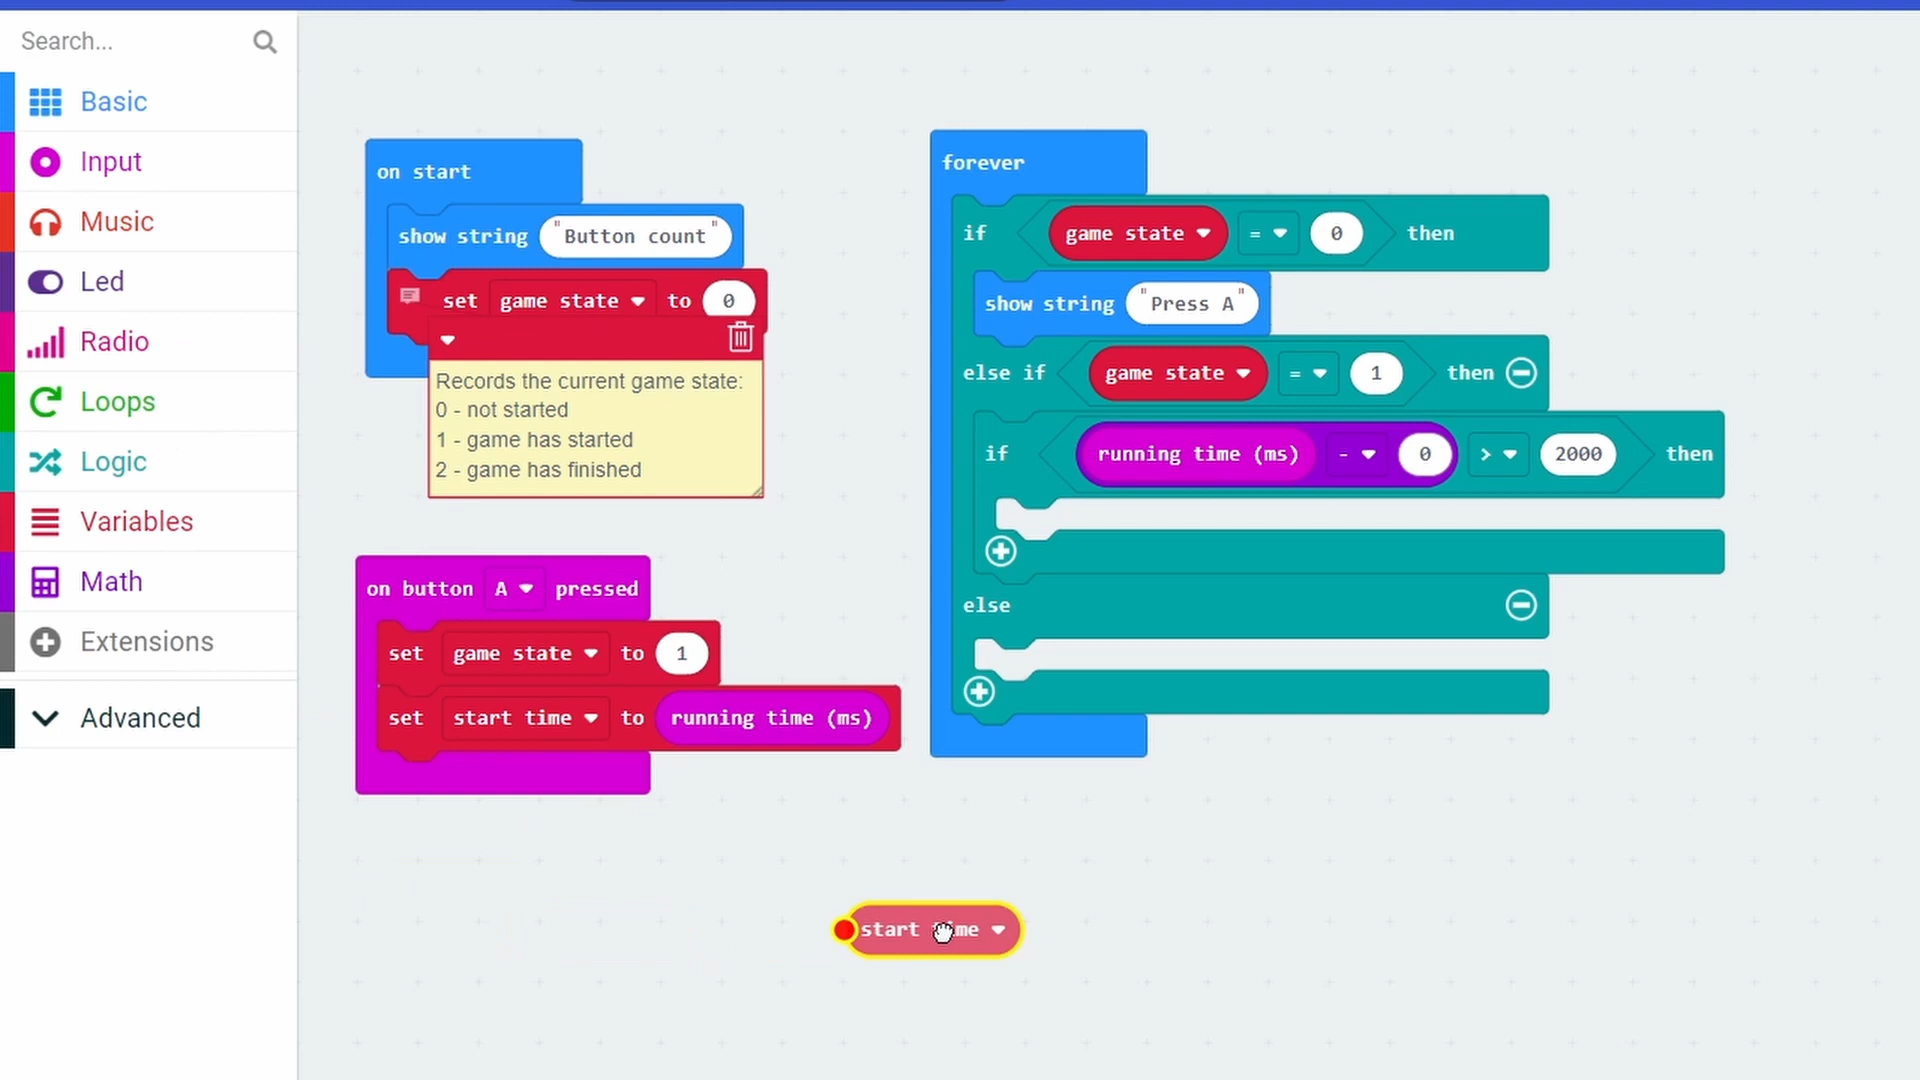 Search...
Basic
Input
Music
Led
Radio
Loops
Logic
Variables
Math
Extensions
Advanced
on start
show string "Button count"
set game state to 0
Records the current game state:
0 - not started
1 - game has started
2 - game has finished
on button A pressed
set game state to 1
set start time to running time (ms)
forever
if game state = 0 then
show string "Press A"
else if game state = 1 then
if running time (ms) - 0 > 2000 then
else
start time